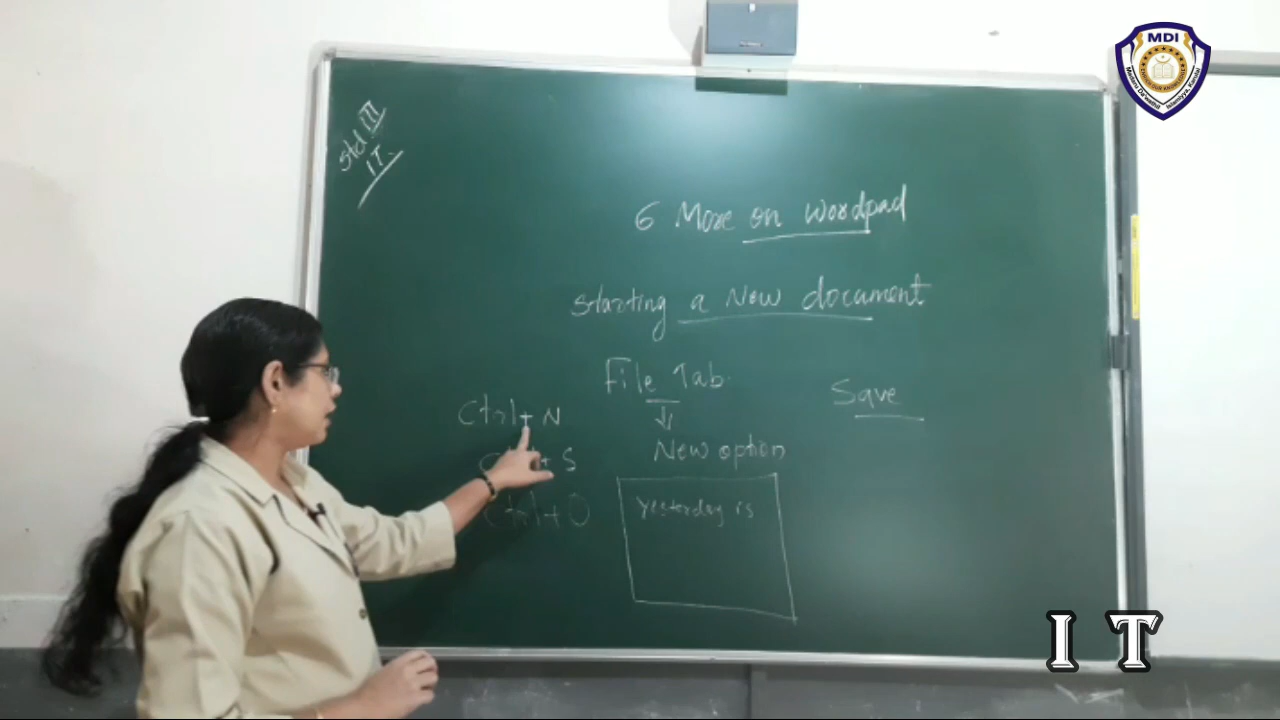 MDI
Std III
IT
6 More on wordpad
Starting a New document
File Tab.
Save
Ctrl+N
New option
Ctrl+S
Ctrl+O
Yesterday is
I T